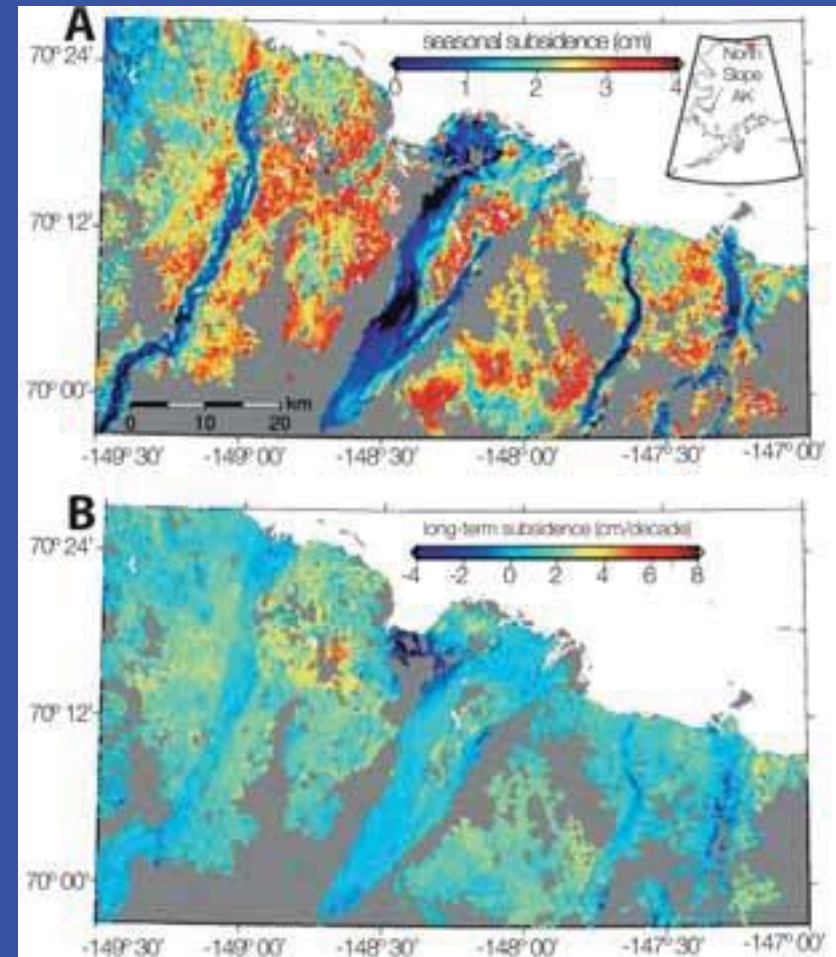 A
seasonal subsidence (cm)
0 1 2 3 4
North
Slope
AK
70° 24'
70° 12'
70° 00'
km
0 10 20
-149° 30' -149° 00' -148° 30' -148° 00' -147° 30' -147° 00'
B
long-term subsidence (cm/decade)
-4 -2 0 2 4 6 8
70° 24'
70° 12'
70° 00'
-149° 30' -149° 00' -148° 30' -148° 00' -147° 30' -147° 00'